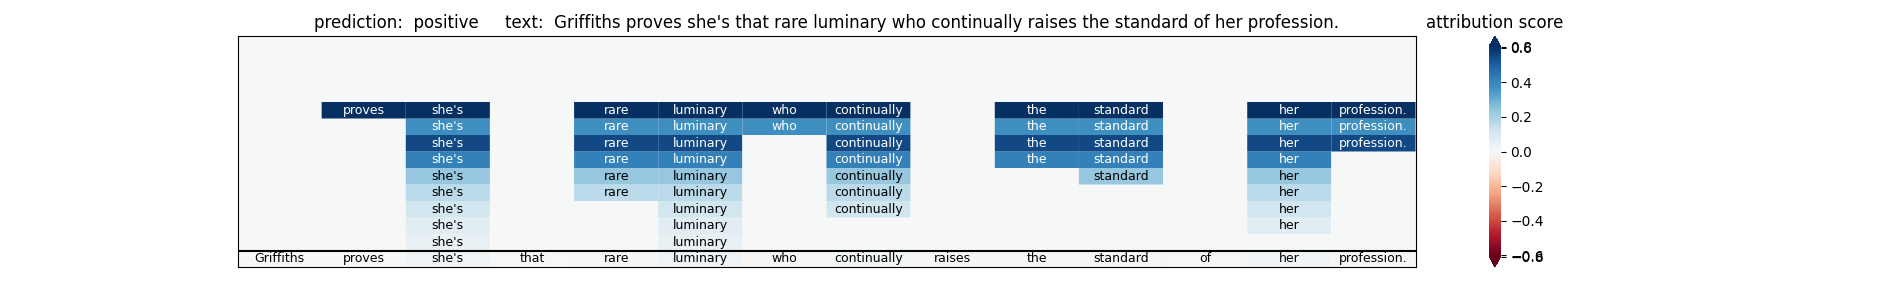 prediction:  positive     text:  Griffiths proves she's that rare luminary who continually raises the standard of her profession.
attribution score
proves she's rare luminary who continually the standard her profession.
she's rare luminary who continually the standard her profession.
she's rare luminary continually the standard her profession.
she's rare luminary continually the standard her
she's rare luminary continually standard her
she's rare luminary continually her
she's luminary continually her
she's luminary her
she's luminary
Griffiths proves she's that rare luminary who continually raises the standard of her profession.
0.4
0.2
0.0
−0.2
−0.4